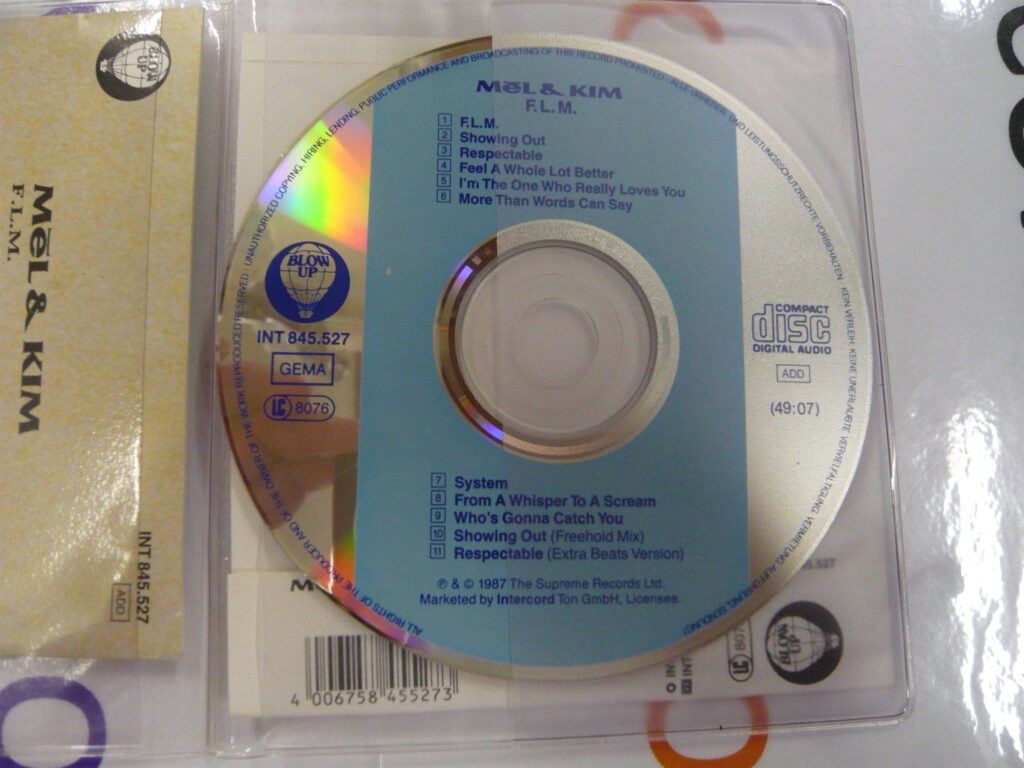 BLOW UP
MĒL & KIM
F.L.M.
INT 845.527
ADD
UNAUTHORIZED COPYING, HIRING, LENDING, PUBLIC PERFORMANCE AND BROADCASTING OF THIS RECORD PROHIBITED · ALLE URHEBER- UND LEISTUNGSSCHUTZRECHTE VORBEHALTEN · KEIN VERLEIH, KEINE UNERLAUBTE VERVIELFÄLTIGUNG, VERMIETUNG, AUFFÜHRUNG, SENDUNG!
ALL RIGHTS OF THE PRODUCER AND OF THE OWNER OF THE WORK REPRODUCED RESERVED ·
MĒL & KIM
F.L.M.
1 F.L.M.
2 Showing Out
3 Respectable
4 Feel A Whole Lot Better
5 I'm The One Who Really Loves You
6 More Than Words Can Say
BLOW UP
INT 845.527
GEMA
LC 8076
COMPACT
disc
DIGITAL AUDIO
ADD
(49:07)
7 System
8 From A Whisper To A Scream
9 Who's Gonna Catch You
10 Showing Out (Freehold Mix)
11 Respectable (Extra Beats Version)
℗ & © 1987 The Supreme Records Ltd.
Marketed by Intercord Ton GmbH, Licensee.
4 006758 455273
BLOW UP